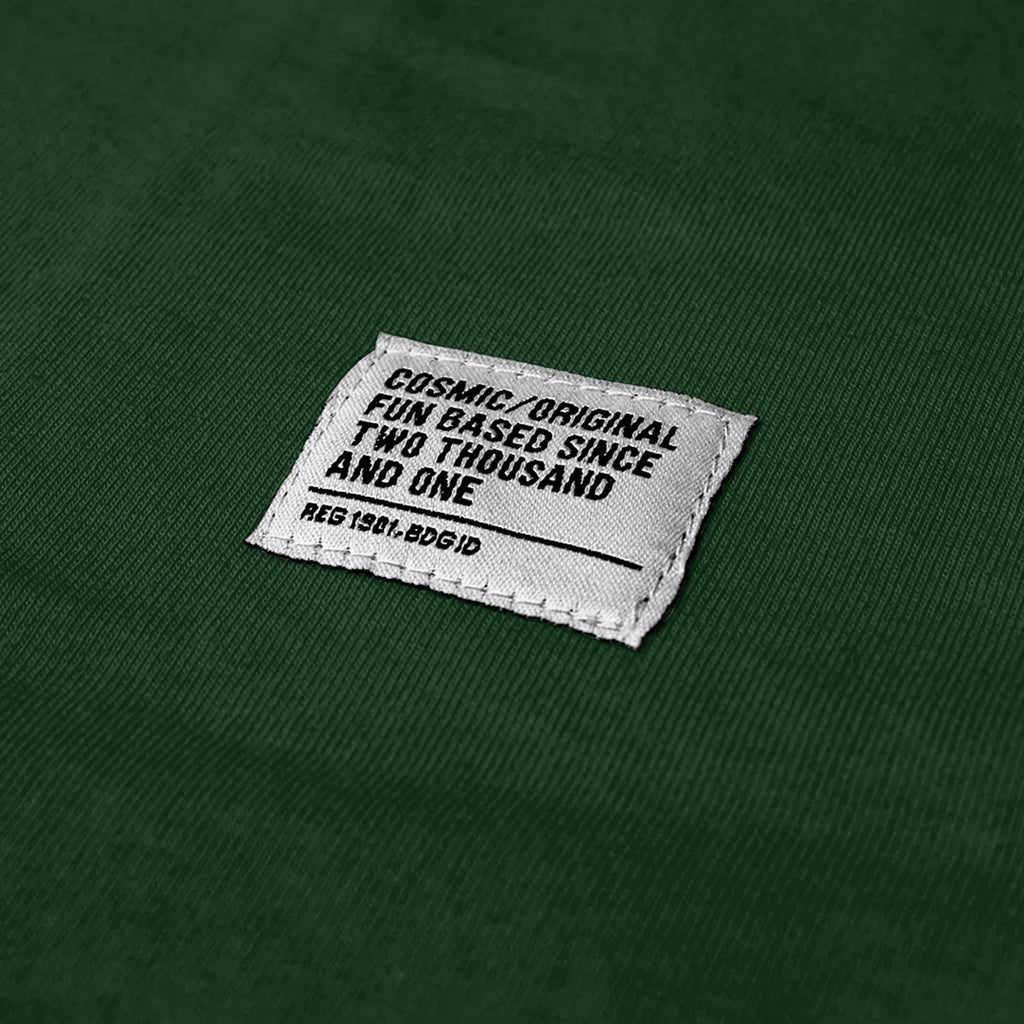 COSMIC/ORIGINAL
FUN BASED SINCE
TWO THOUSAND
AND ONE
REG 1901.BDG ID